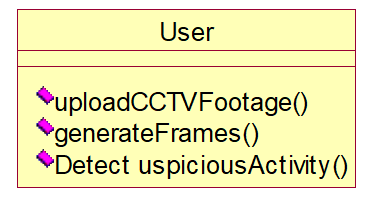 User
uploadCCTVFootage()
generateFrames()
Detect uspiciousActivity()